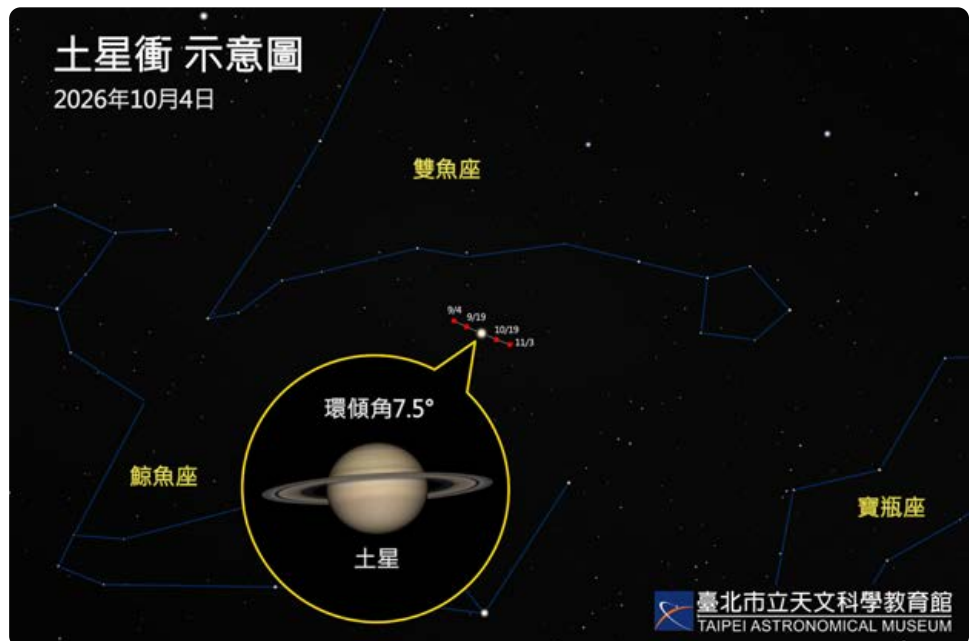 土星衝 示意圖
2026年10月4日
雙魚座
9/4
9/19
10/19
11/3
環傾角7.5°
土星
鯨魚座
寶瓶座
臺北市立天文科學教育館
TAIPEI ASTRONOMICAL MUSEUM